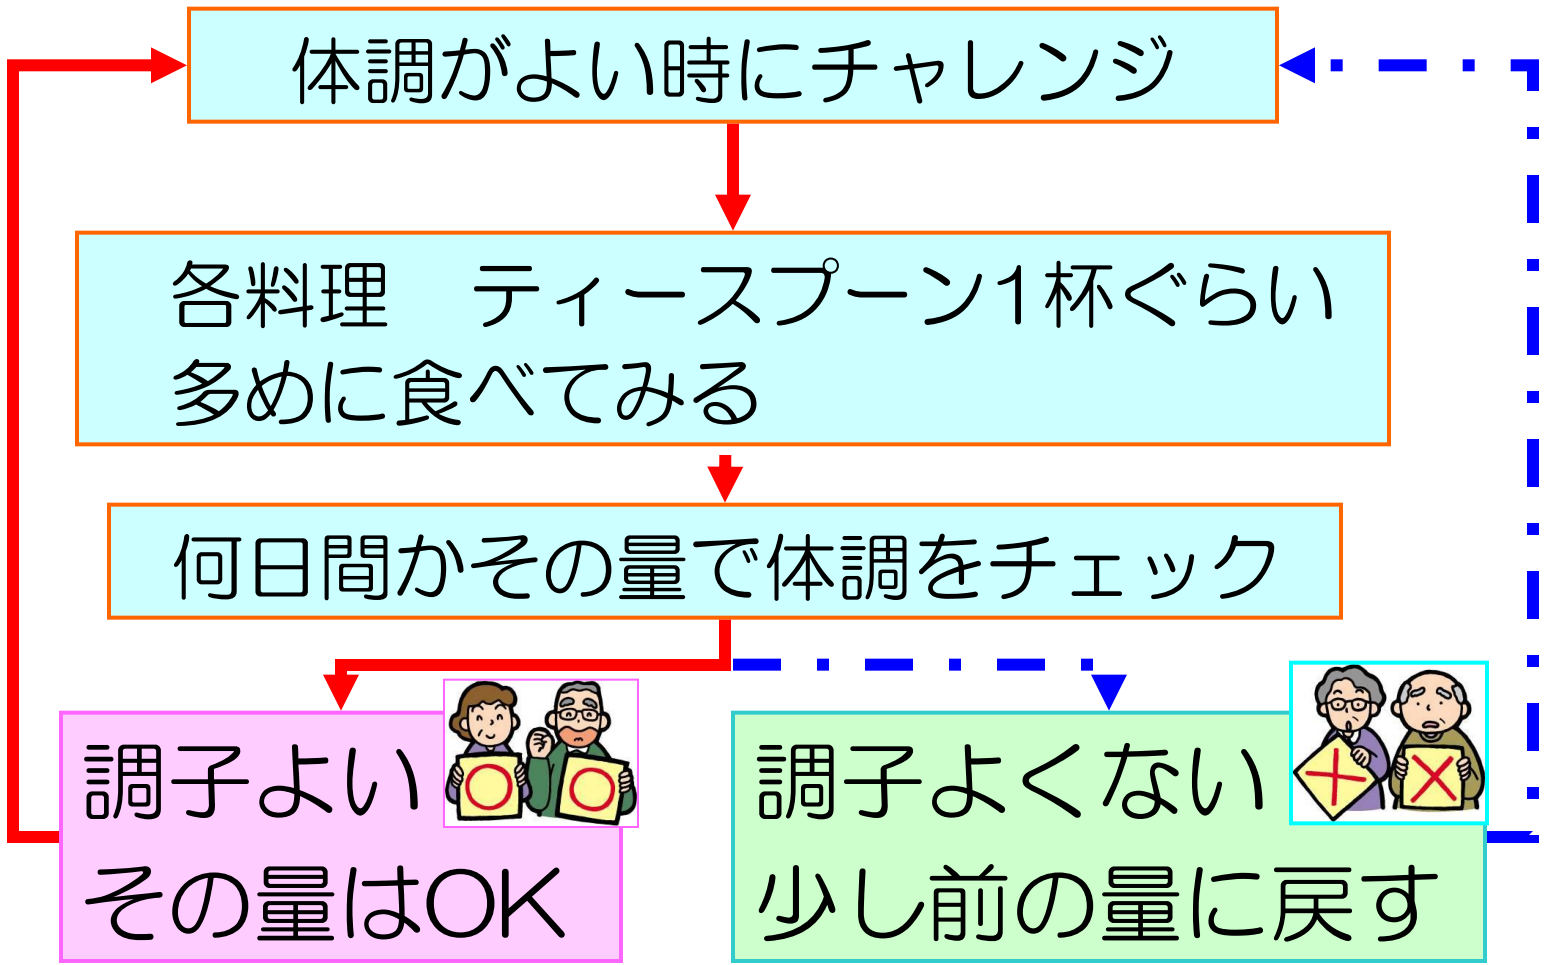 体調がよい時にチャレンジ
各料理　ティースプーン1杯ぐらい
多めに食べてみる
何日間かその量で体調をチェック
調子よい
その量はOK
調子よくない
少し前の量に戻す